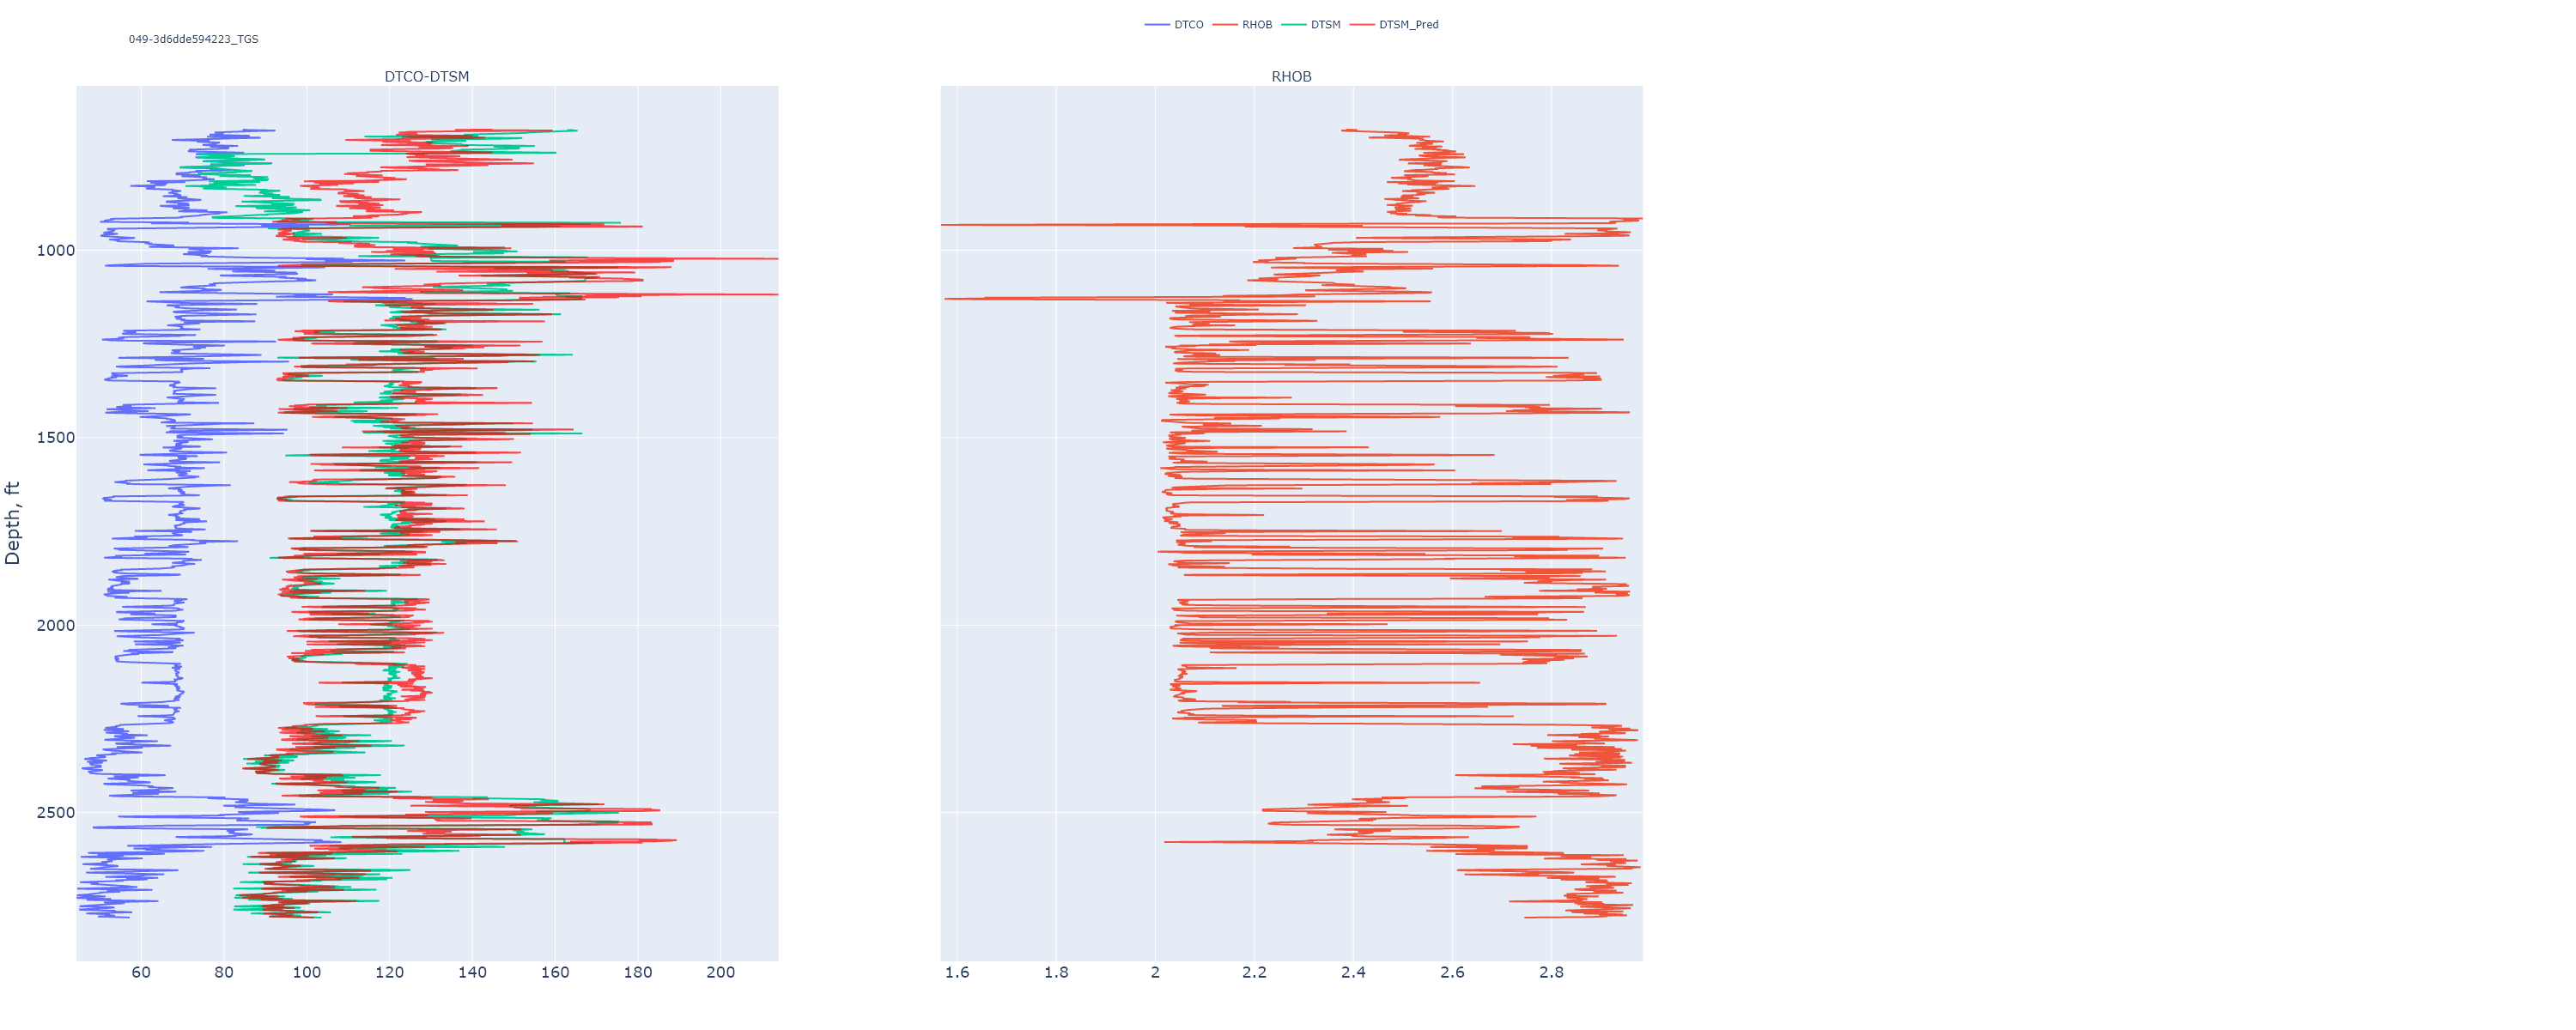 DTCO RHOB DTSM DTSM_Pred
049-3d6dde594223_TGS
DTCO-DTSM
RHOB
1000
1500
2000
2500
Depth, ft
60 80 100 120 140 160 180 200
1.6 1.8 2 2.2 2.4 2.6 2.8